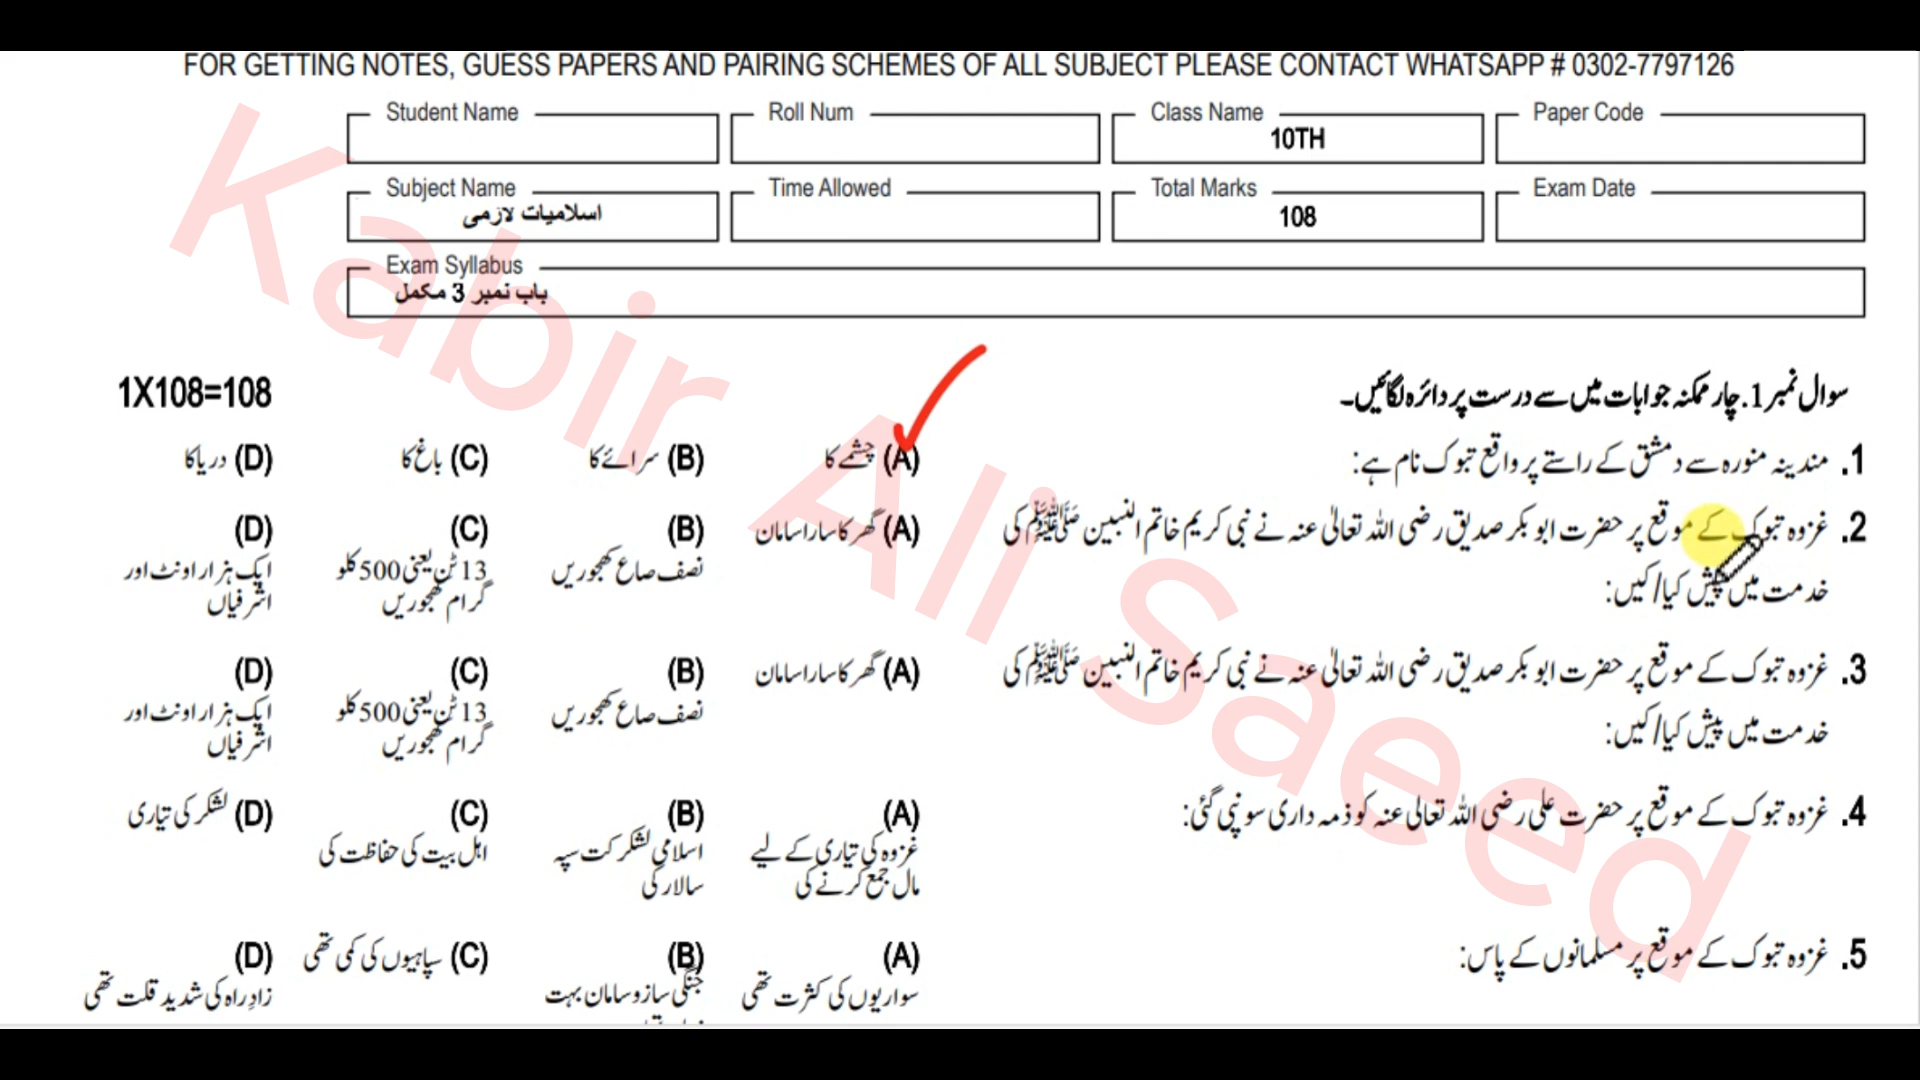 FOR GETTING NOTES, GUESS PAPERS AND PAIRING SCHEMES OF ALL SUBJECT PLEASE CONTACT WHATSAPP # 0302-7797126
Student Name
Roll Num
Class Name
10TH
Paper Code
Subject Name
اسلامیات لازمی
Time Allowed
Total Marks
108
Exam Date
Exam Syllabus
باب نمبر 3 مکمل
Kabir Ali Saeed
سوال نمبر 1. چار ممکنہ جوابات میں سے درست پر دائرہ لگائیں۔ 1X108=108
1. مندینہ منورہ سے دمشق کے راستے پر واقع تبوک نام ہے: (A) چشمے کا (B) سرائے کا (C) باغ کا (D) دریا کا
2. غزوہ تبوک کے موقع پر حضرت ابو بکر صدیق رضی اللہ تعالیٰ عنہ نے نبی کریم خاتم النبیین ﷺ کی
خدمت میں پیش کیا/کیں:
(A) گھر کا سارا سامان
(B)
نصف صاع کھجوریں
(C)
13 ٹن یعنی 500 کلو
گرام کھجوریں
(D)
ایک ہزار اونٹ اور
اشرفیاں
3. غزوہ تبوک کے موقع پر حضرت ابو بکر صدیق رضی اللہ تعالیٰ عنہ نے نبی کریم خاتم النبیین ﷺ کی
خدمت میں پیش کیا/کیں:
(A) گھر کا سارا سامان
(B)
نصف صاع کھجوریں
(C)
13 ٹن یعنی 500 کلو
گرام کھجوریں
(D)
ایک ہزار اونٹ اور
اشرفیاں
4. غزوہ تبوک کے موقع پر حضرت علی رضی اللہ تعالیٰ عنہ کو ذمہ داری سونپی گئی:
(A)
غزوہ کی تیاری کے لیے
مال جمع کرنے کی
(B)
اسلامی لشکر کت سپہ
سالار کی
(C)
اہل بیت کی حفاظت کی
(D) لشکر کی تیاری
5. غزوہ تبوک کے موقع پر مسلمانوں کے پاس:
(A)
سواریوں کی کثرت تھی
(B)
جنگی ساز و سامان بہت
(C) سپاہیوں کی کمی تھی
(D)
زادِ راہ کی شدید قلت تھی